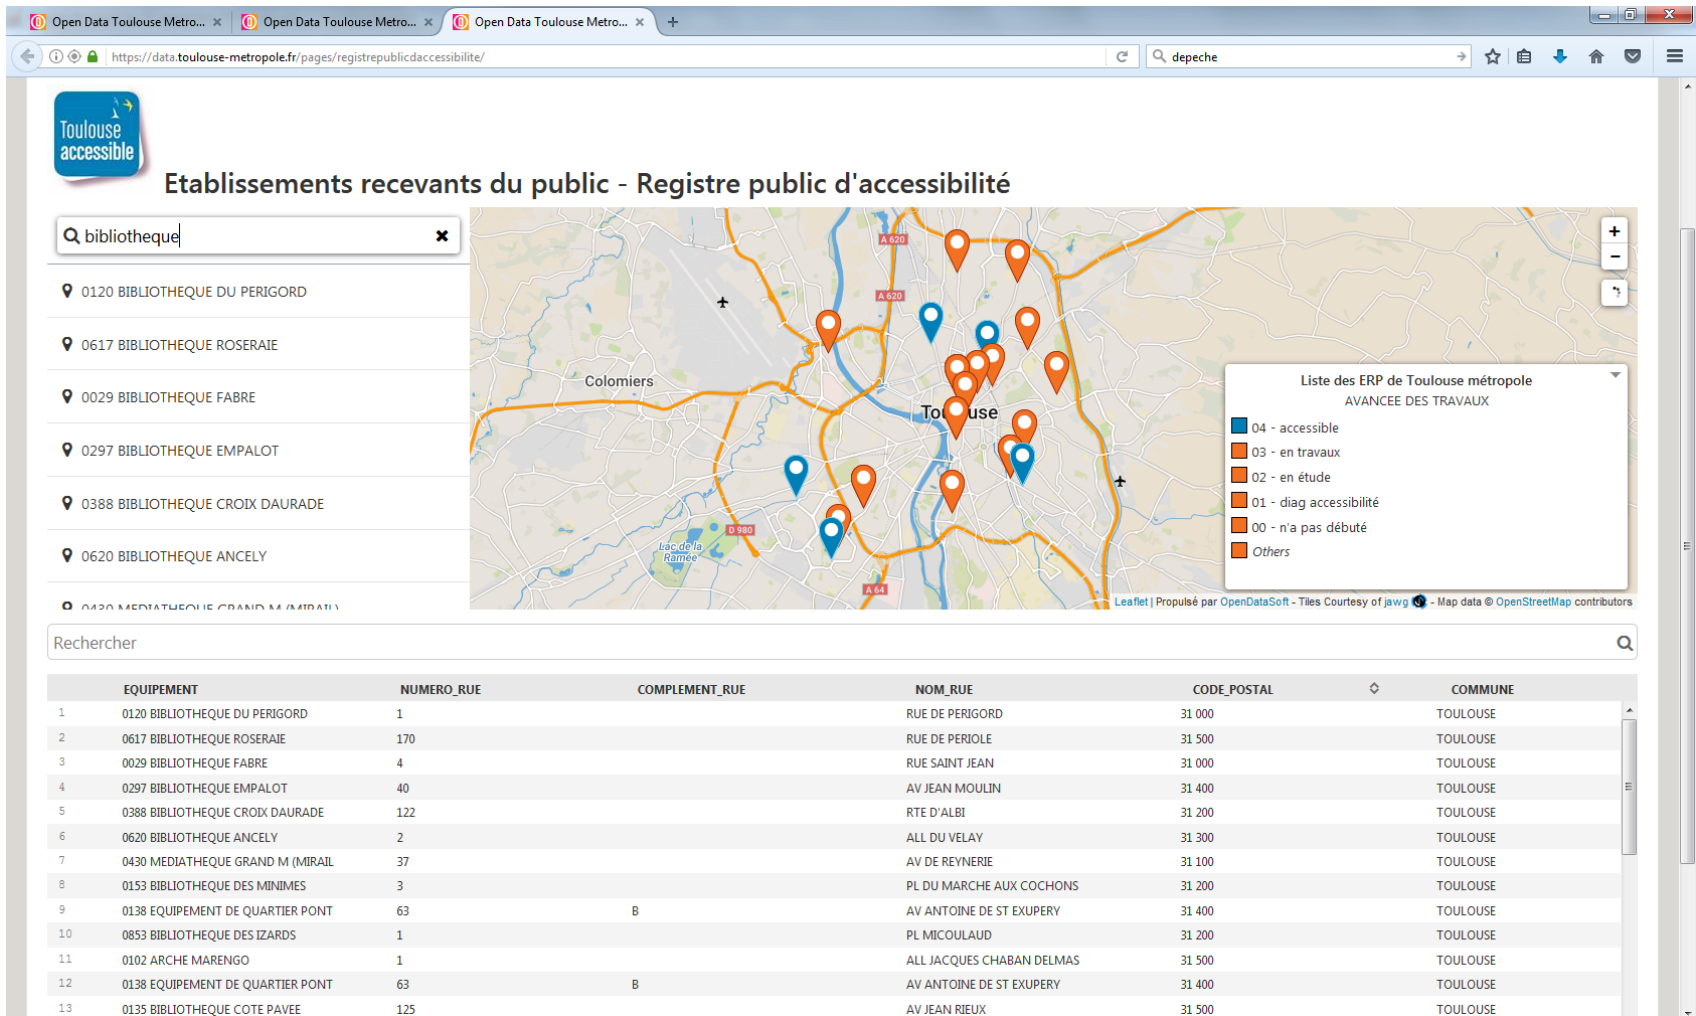 Open Data Toulouse Metro... × Open Data Toulouse Metro... × Open Data Toulouse Metro... × +
https://data.toulouse-metropole.fr/pages/registrepublicdaccessibilite/ depeche
Toulouse
accessible
Etablissements recevants du public - Registre public d'accessibilité
bibliotheque
0120 BIBLIOTHEQUE DU PERIGORD
0617 BIBLIOTHEQUE ROSERAIE
0029 BIBLIOTHEQUE FABRE
0297 BIBLIOTHEQUE EMPALOT
0388 BIBLIOTHEQUE CROIX DAURADE
0620 BIBLIOTHEQUE ANCELY
0430 MEDIATHEQUE GRAND M (MIRAIL)
A 620
A 620
Colomiers
Toulouse
D 980
Lac de la
Ramée
A 64
+
−
Liste des ERP de Toulouse métropole
AVANCEE DES TRAVAUX
04 - accessible
03 - en travaux
02 - en étude
01 - diag accessibilité
00 - n'a pas débuté
Others
Leaflet | Propulsé par OpenDataSoft - Tiles Courtesy of jawg - Map data © OpenStreetMap contributors
Rechercher
EQUIPEMENT NUMERO_RUE COMPLEMENT_RUE NOM_RUE CODE_POSTAL COMMUNE
1 0120 BIBLIOTHEQUE DU PERIGORD 1 RUE DE PERIGORD 31 000 TOULOUSE
2 0617 BIBLIOTHEQUE ROSERAIE 170 RUE DE PERIOLE 31 500 TOULOUSE
3 0029 BIBLIOTHEQUE FABRE 4 RUE SAINT JEAN 31 000 TOULOUSE
4 0297 BIBLIOTHEQUE EMPALOT 40 AV JEAN MOULIN 31 400 TOULOUSE
5 0388 BIBLIOTHEQUE CROIX DAURADE 122 RTE D'ALBI 31 200 TOULOUSE
6 0620 BIBLIOTHEQUE ANCELY 2 ALL DU VELAY 31 300 TOULOUSE
7 0430 MEDIATHEQUE GRAND M (MIRAIL 37 AV DE REYNERIE 31 100 TOULOUSE
8 0153 BIBLIOTHEQUE DES MINIMES 3 PL DU MARCHE AUX COCHONS 31 200 TOULOUSE
9 0138 EQUIPEMENT DE QUARTIER PONT 63 B AV ANTOINE DE ST EXUPERY 31 400 TOULOUSE
10 0853 BIBLIOTHEQUE DES IZARDS 1 PL MICOULAUD 31 200 TOULOUSE
11 0102 ARCHE MARENGO 1 ALL JACQUES CHABAN DELMAS 31 500 TOULOUSE
12 0138 EQUIPEMENT DE QUARTIER PONT 63 B AV ANTOINE DE ST EXUPERY 31 400 TOULOUSE
13 0135 BIBLIOTHEQUE COTE PAVEE 125 AV JEAN RIEUX 31 500 TOULOUSE